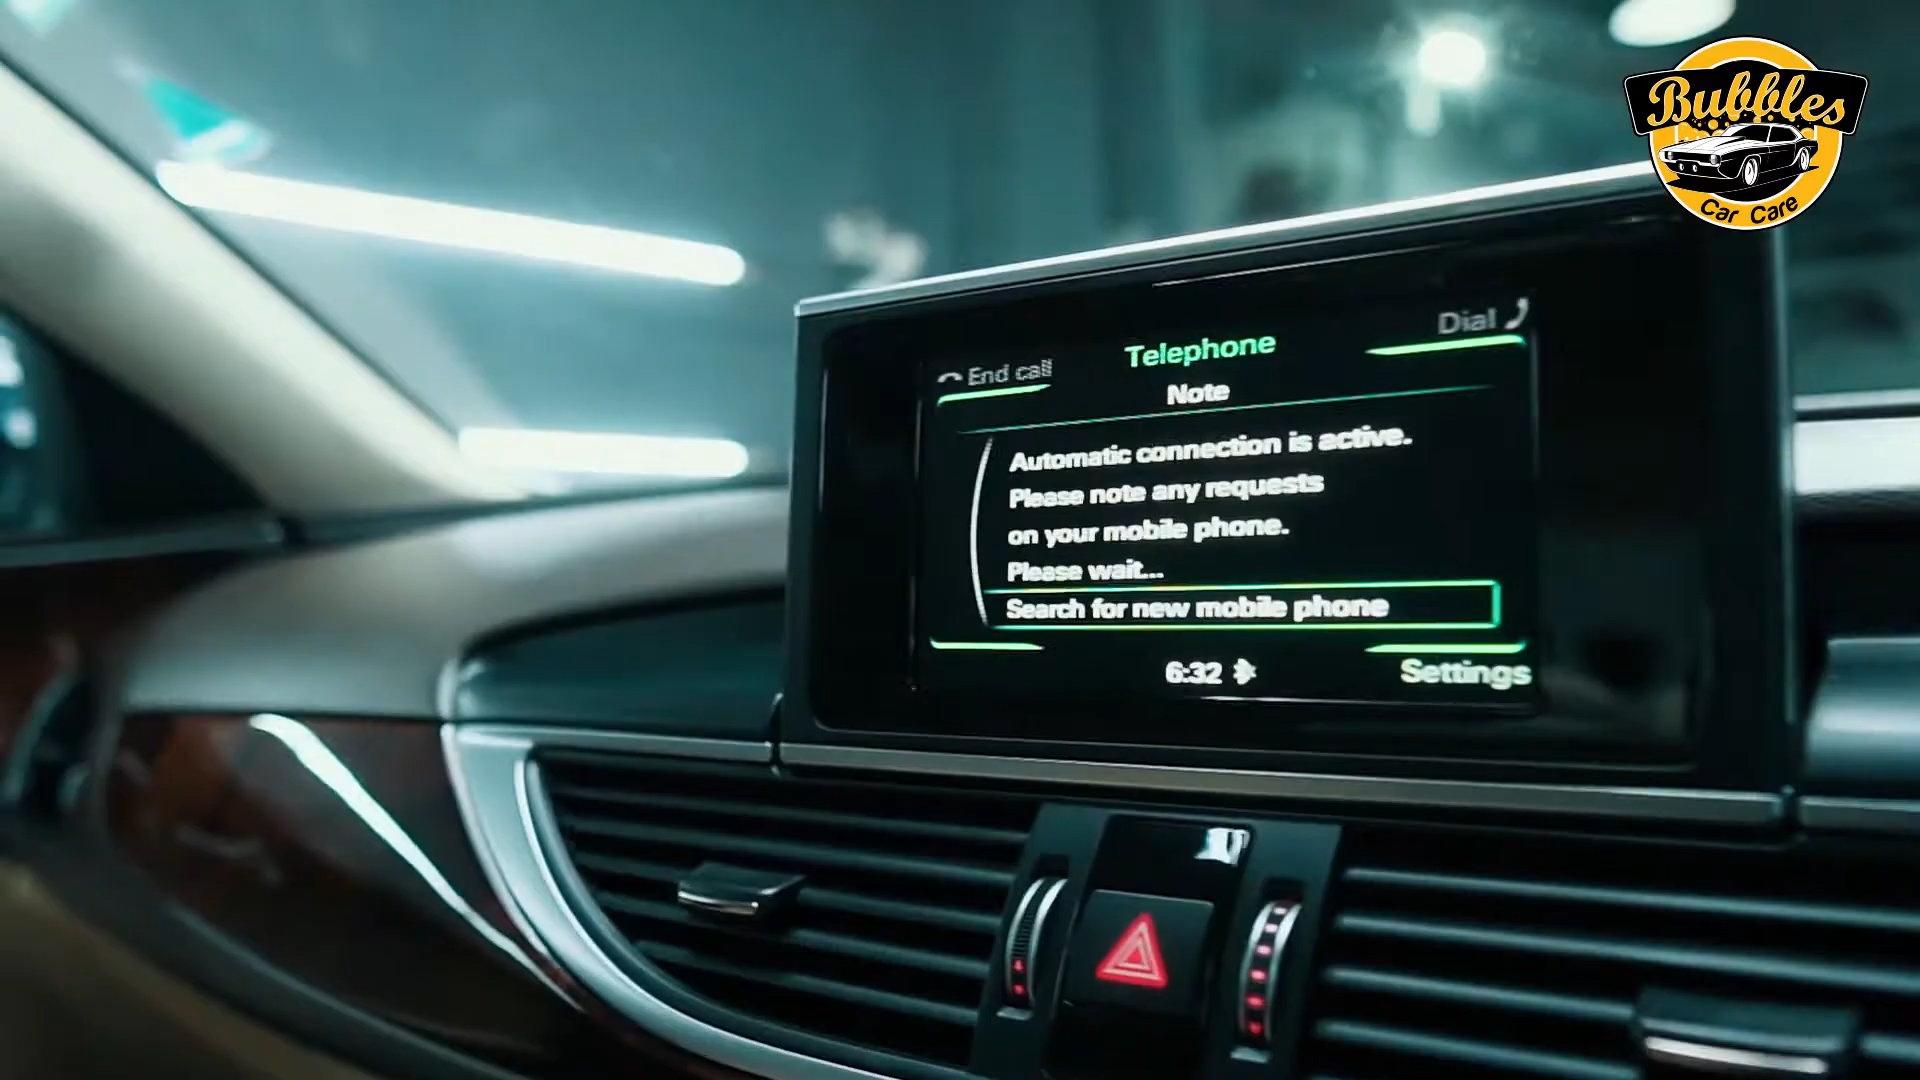 Bubbles
Car Care
Dial
End call
Telephone
Note
Automatic connection is active.
Please note any requests
on your mobile phone.
Please wait...
Search for new mobile phone
6:32
Settings